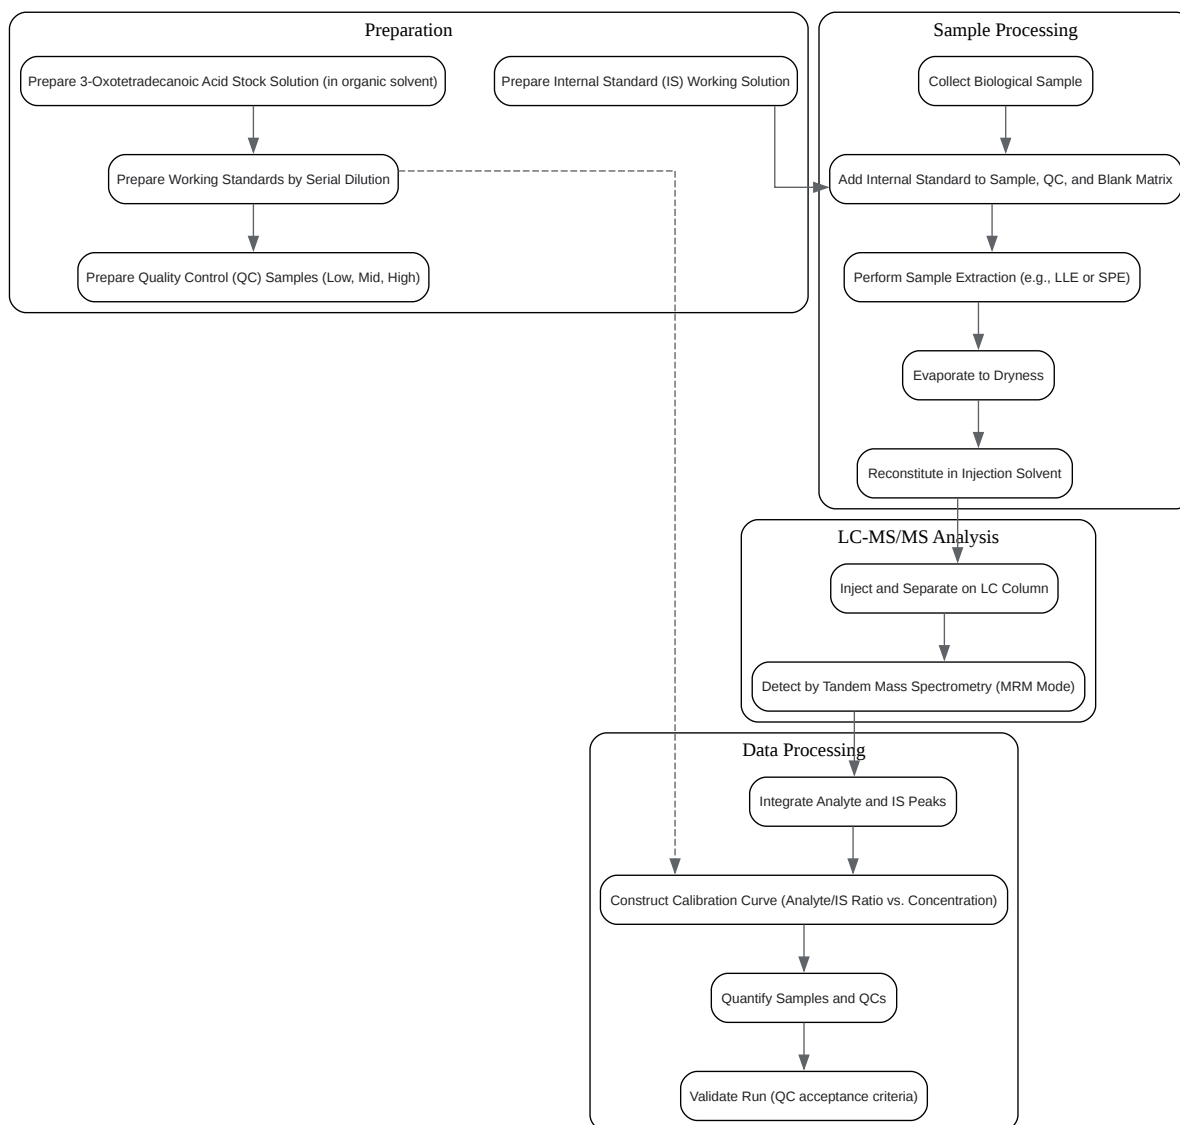 Preparation
Prepare 3-Oxotetradecanoic Acid Stock Solution (in organic solvent)
Prepare Internal Standard (IS) Working Solution
Prepare Working Standards by Serial Dilution
Prepare Quality Control (QC) Samples (Low, Mid, High)
Sample Processing
Collect Biological Sample
Add Internal Standard to Sample, QC, and Blank Matrix
Perform Sample Extraction (e.g., LLE or SPE)
Evaporate to Dryness
Reconstitute in Injection Solvent
LC-MS/MS Analysis
Inject and Separate on LC Column
Detect by Tandem Mass Spectrometry (MRM Mode)
Data Processing
Integrate Analyte and IS Peaks
Construct Calibration Curve (Analyte/IS Ratio vs. Concentration)
Quantify Samples and QCs
Validate Run (QC acceptance criteria)